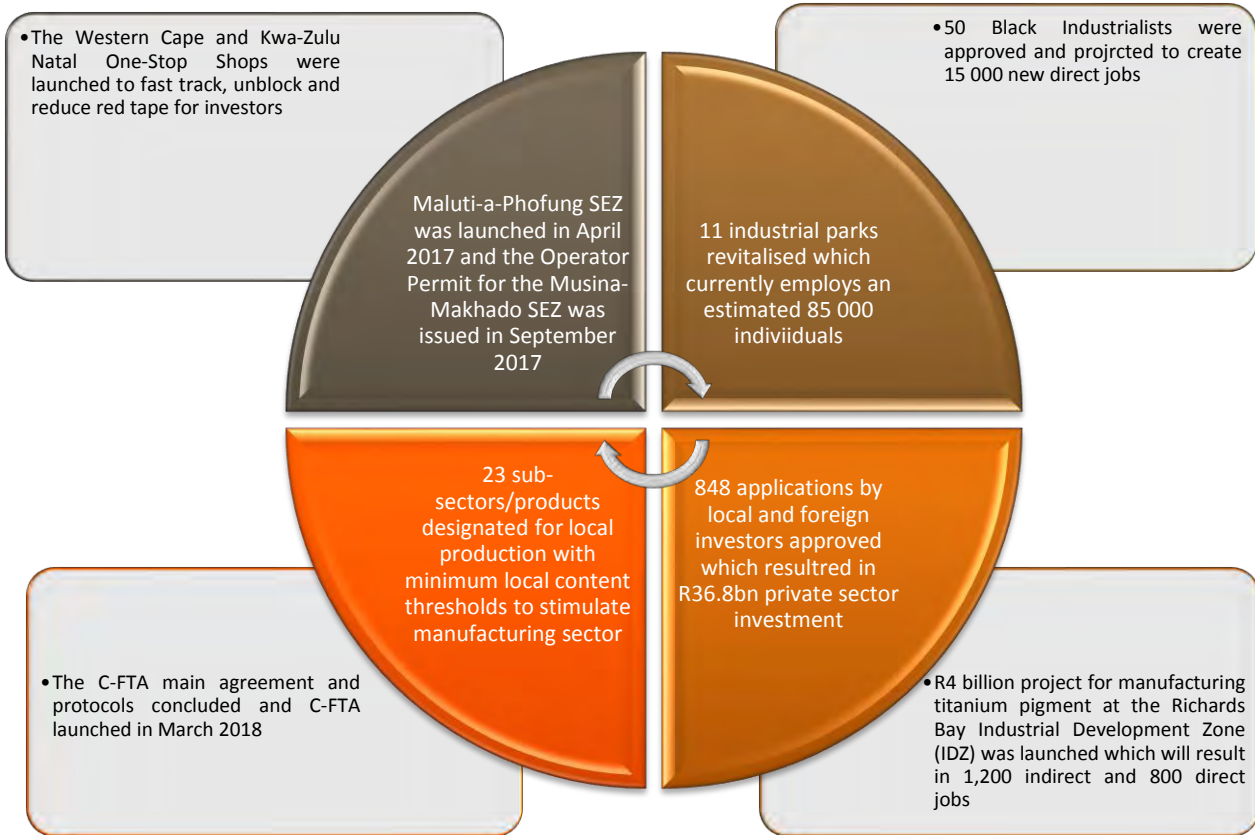 •The Western Cape and Kwa-Zulu
Natal One-Stop Shops were
launched to fast track, unblock and
reduce red tape for investors
•50 Black Industrialists were
approved and projrcted to create
15 000 new direct jobs
Maluti-a-Phofung SEZ
was launched in April
2017 and the Operator
Permit for the Musina-
Makhado SEZ was
issued in September
2017
11 industrial parks
revitalised which
currently employs an
estimated 85 000
indiviiduals
23 sub-
sectors/products
designated for local
production with
minimum local content
thresholds to stimulate
manufacturing sector
848 applications by
local and foreign
investors approved
which resultred in
R36.8bn private sector
investment
•The C-FTA main agreement and
protocols concluded and C-FTA
launched in March 2018
•R4 billion project for manufacturing
titanium pigment at the Richards
Bay Industrial Development Zone
(IDZ) was launched which will result
in 1,200 indirect and 800 direct
jobs